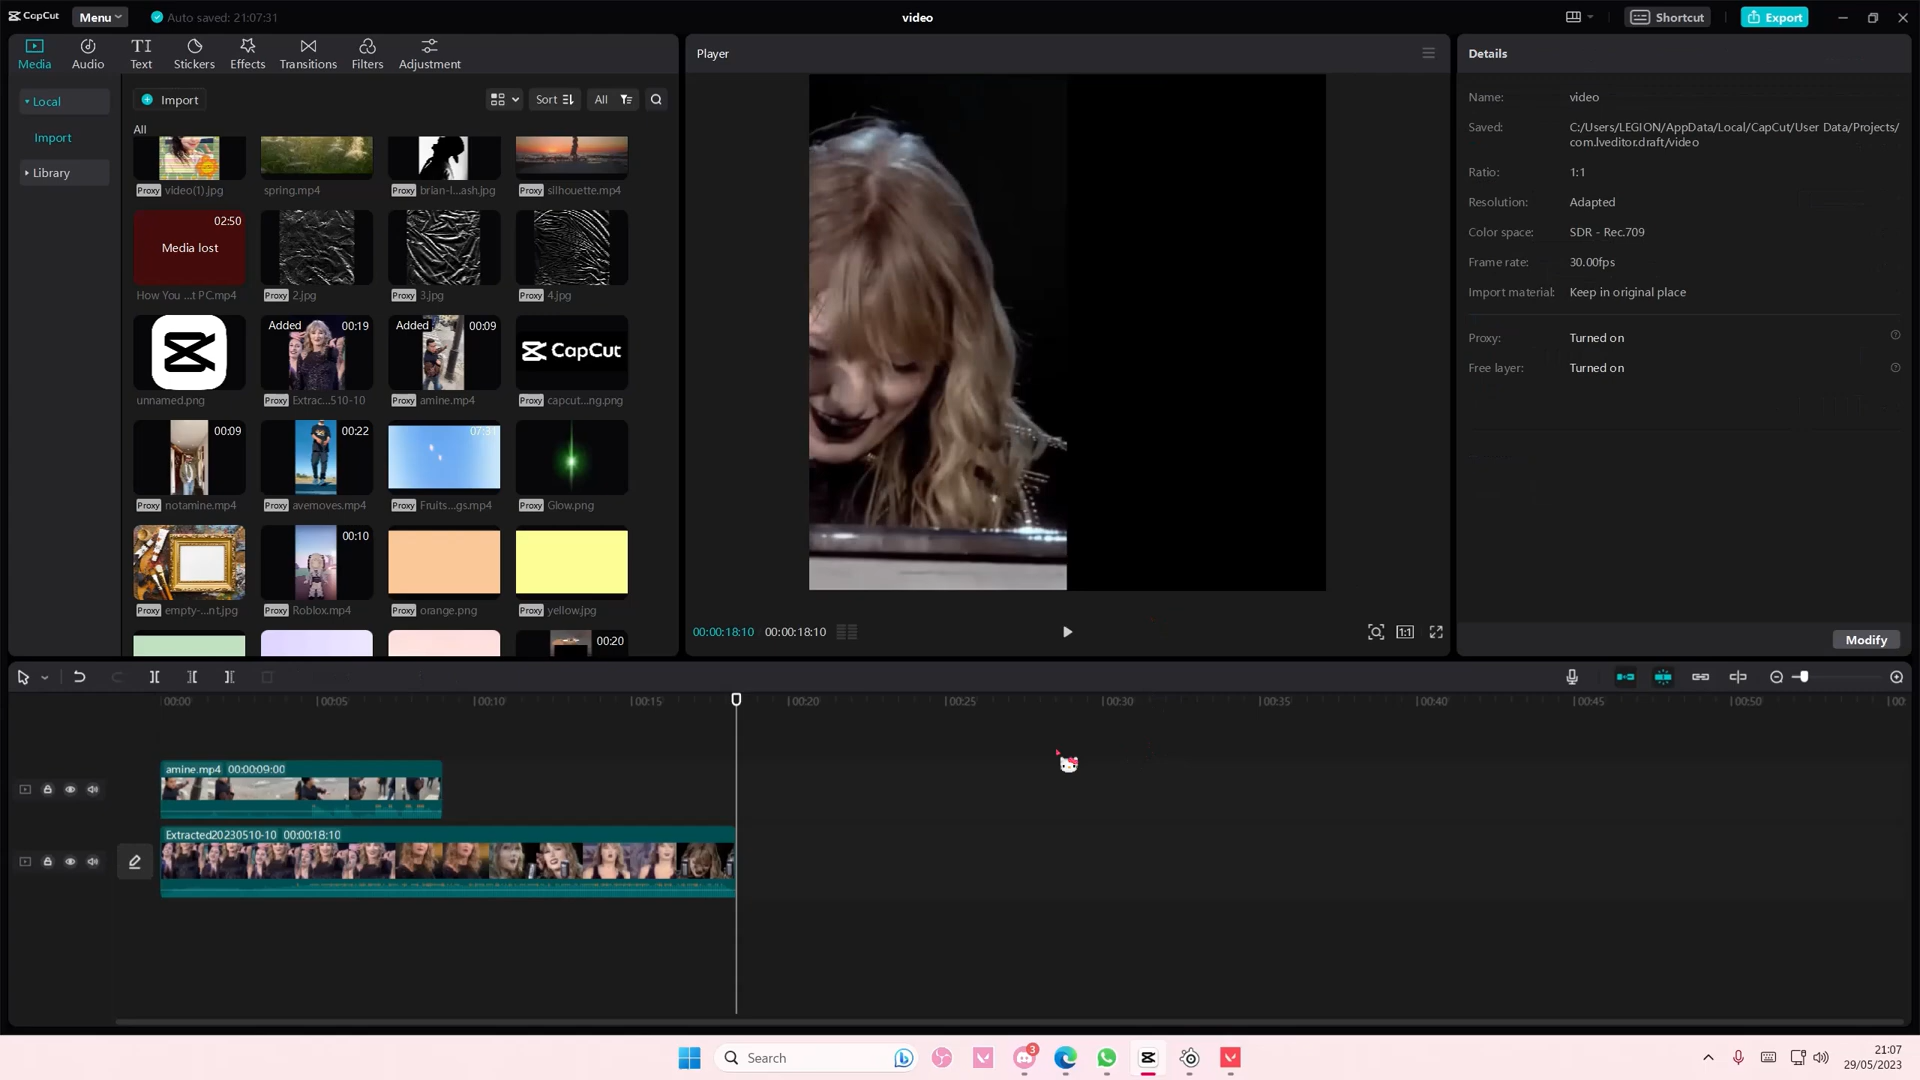 CapCut
Menu
Auto saved: 21:07:31
video
Shortcut
Export
Media
Audio
Text
Stickers
Effects
Transitions
Filters
Adjustment
Player
Details
Local
Import
Library
Import
Sort
All
All
Proxy video(1).jpg
spring.mp4
Proxy brian-l...ash.jpg
Proxy silhouette.mp4
02:50
Media lost
How You ...t PC.mp4
Proxy 2.jpg
Proxy 3.jpg
Proxy 4.jpg
Added 00:19
Added 00:09
CapCut
unnamed.png
Proxy Extrac...510-10
Proxy amine.mp4
Proxy capcut...ng.png
00:09
00:22
07:31
Proxy notamine.mp4
Proxy avemoves.mp4
Proxy Fruits...gs.mp4
Proxy Glow.png
00:10
Proxy empty-...nt.jpg
Proxy Roblox.mp4
Proxy orange.png
Proxy yellow.jpg
00:20
00:00:18:10 00:00:18:10
1:1
Name: video
Saved: C:/Users/LEGION/AppData/Local/CapCut/User Data/Projects/
com.lveditor.draft/video
Ratio: 1:1
Resolution: Adapted
Color space: SDR - Rec.709
Frame rate: 30.00fps
Import material: Keep in original place
Proxy: Turned on
Free layer: Turned on
Modify
00:00 00:05 00:10 00:15 00:20 00:25 00:30 00:35 00:40 00:45 00:50
amine.mp4 00:00:09:00
Extracted20230510-10 00:00:18:10
Search
3
21:07
29/05/2023